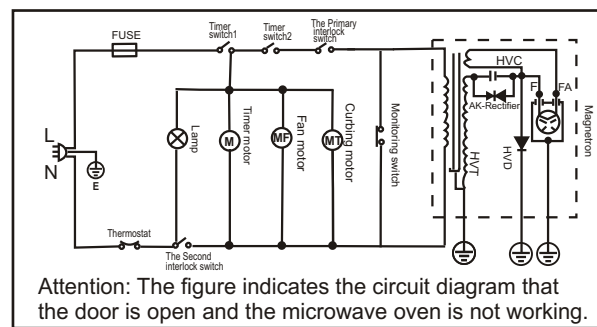 FUSE
Timer
switch1
Timer
switch2
The Primary
interlock
switch
HVC
F
FA
AK-Rectifier
L
N
E
Lamp
M
Timer motor
MF
Fan motor
MT
Curbing motor
Monitoring switch
HVT
HVD
Magnetron
Thermostat
The Second
interlock switch
Attention: The figure indicates the circuit diagram that
the door is open and the microwave oven is not working.